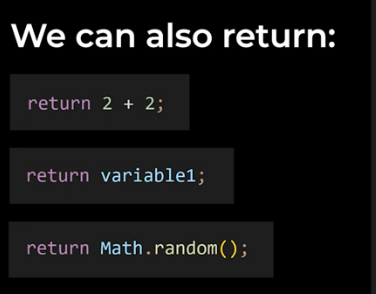 We can also return:
return 2 + 2;
return variable1;
return Math.random();